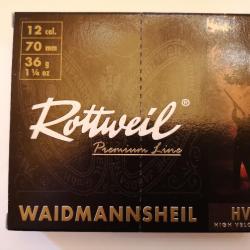 12 cal.
70 mm
36 g
1 ¼ oz
Rottweil®
Premium Line
WAIDMANNSHEIL
HV
HIGH VELO